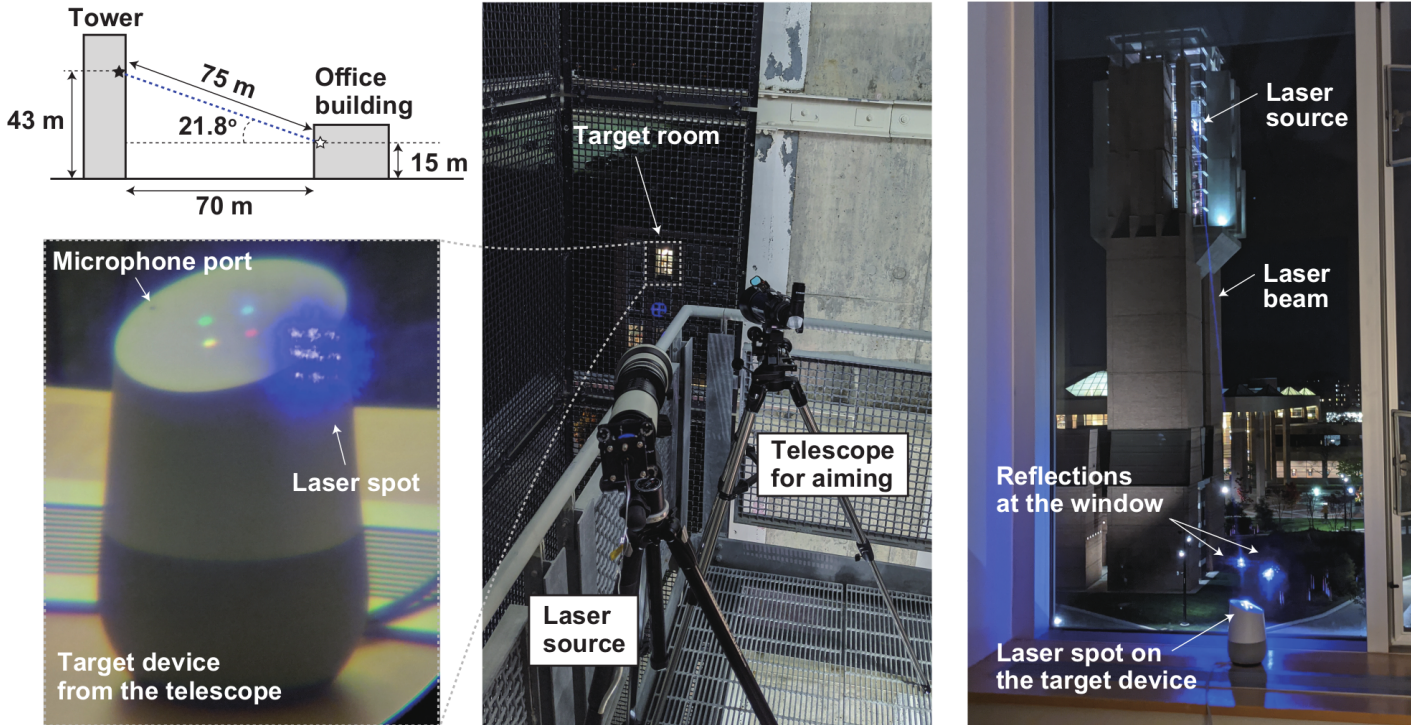 Tower
75 m
Office
building
43 m
21.8°
15 m
70 m
Microphone port
Laser spot
Target device
from the telescope
Target room
Telescope
for aiming
Laser
source
Laser
source
Laser
beam
Reflections
at the window
Laser spot on
the target device